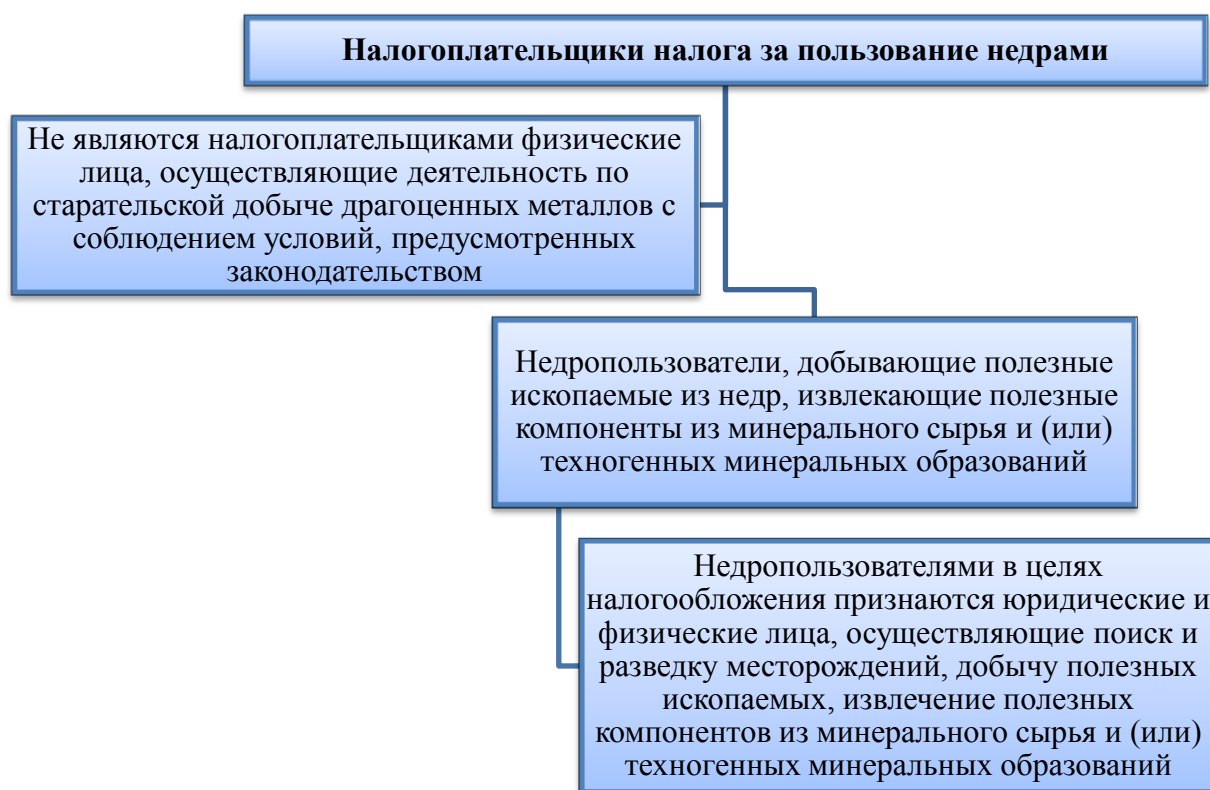 Налогоплательщики налога за пользование недрами
Не являются налогоплательщиками физические
лица, осуществляющие деятельность по
старательской добыче драгоценных металлов с
соблюдением условий, предусмотренных
законодательством
Недропользователи, добывающие полезные
ископаемые из недр, извлекающие полезные
компоненты из минерального сырья и (или)
техногенных минеральных образований
Недропользователями в целях
налогообложения признаются юридические и
физические лица, осуществляющие поиск и
разведку месторождений, добычу полезных
ископаемых, извлечение полезных
компонентов из минерального сырья и (или)
техногенных минеральных образований